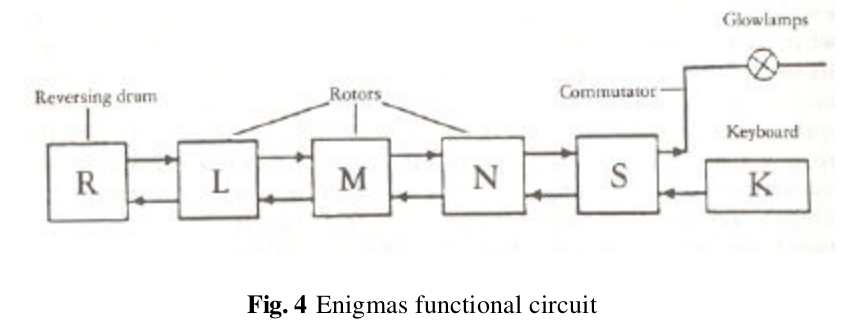 Glowlamps
Reversing drum
Rotors
Commutator
Keyboard
R L M N S K
Fig. 4 Enigmas functional circuit